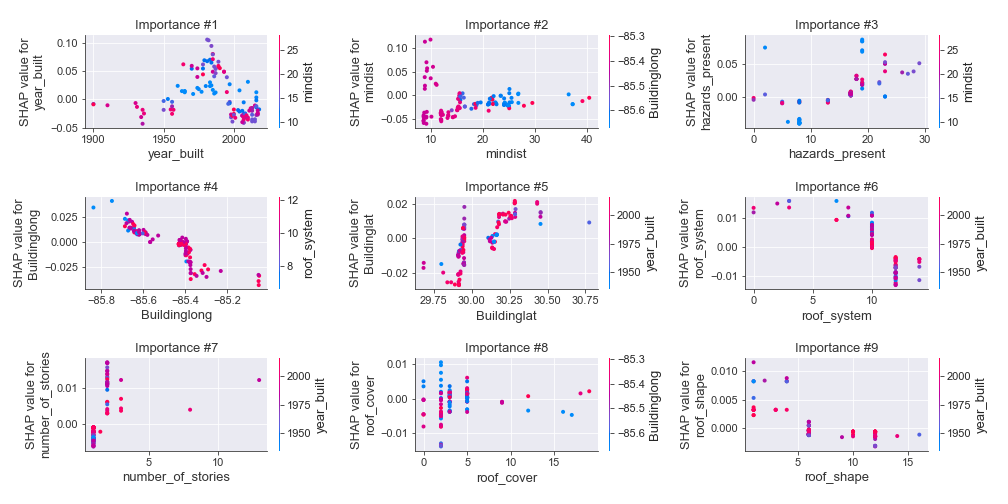 Importance #1
Importance #2
Importance #3
SHAP value for
year_built
0.10
0.05
0.00
−0.05
1900
1950
2000
year_built
25
20
15
10
mindist
SHAP value for
mindist
0.10
0.05
0.00
−0.05
10
20
30
40
mindist
−85.3
−85.4
−85.5
−85.6
Buildinglong
SHAP value for
hazards_present
0.05
0.00
0
10
20
30
hazards_present
25
20
15
10
mindist
Importance #4
Importance #5
Importance #6
SHAP value for
Buildinglong
0.025
0.000
−0.025
−85.8
−85.6
−85.4
−85.2
Buildinglong
12
10
8
roof_system
SHAP value for
Buildinglat
0.02
0.00
−0.02
29.75
30.00
30.25
30.50
30.75
Buildinglat
2000
1975
1950
year_built
SHAP value for
roof_system
0.01
0.00
−0.01
0
5
10
roof_system
2000
1975
1950
year_built
Importance #7
Importance #8
Importance #9
SHAP value for
number_of_stories
0.01
0.00
5
10
number_of_stories
2000
1975
1950
year_built
SHAP value for
roof_cover
0.01
0.00
−0.01
0
5
10
15
roof_cover
−85.3
−85.4
−85.5
−85.6
Buildinglong
SHAP value for
roof_shape
0.010
0.005
0.000
5
10
15
roof_shape
2000
1975
1950
year_built